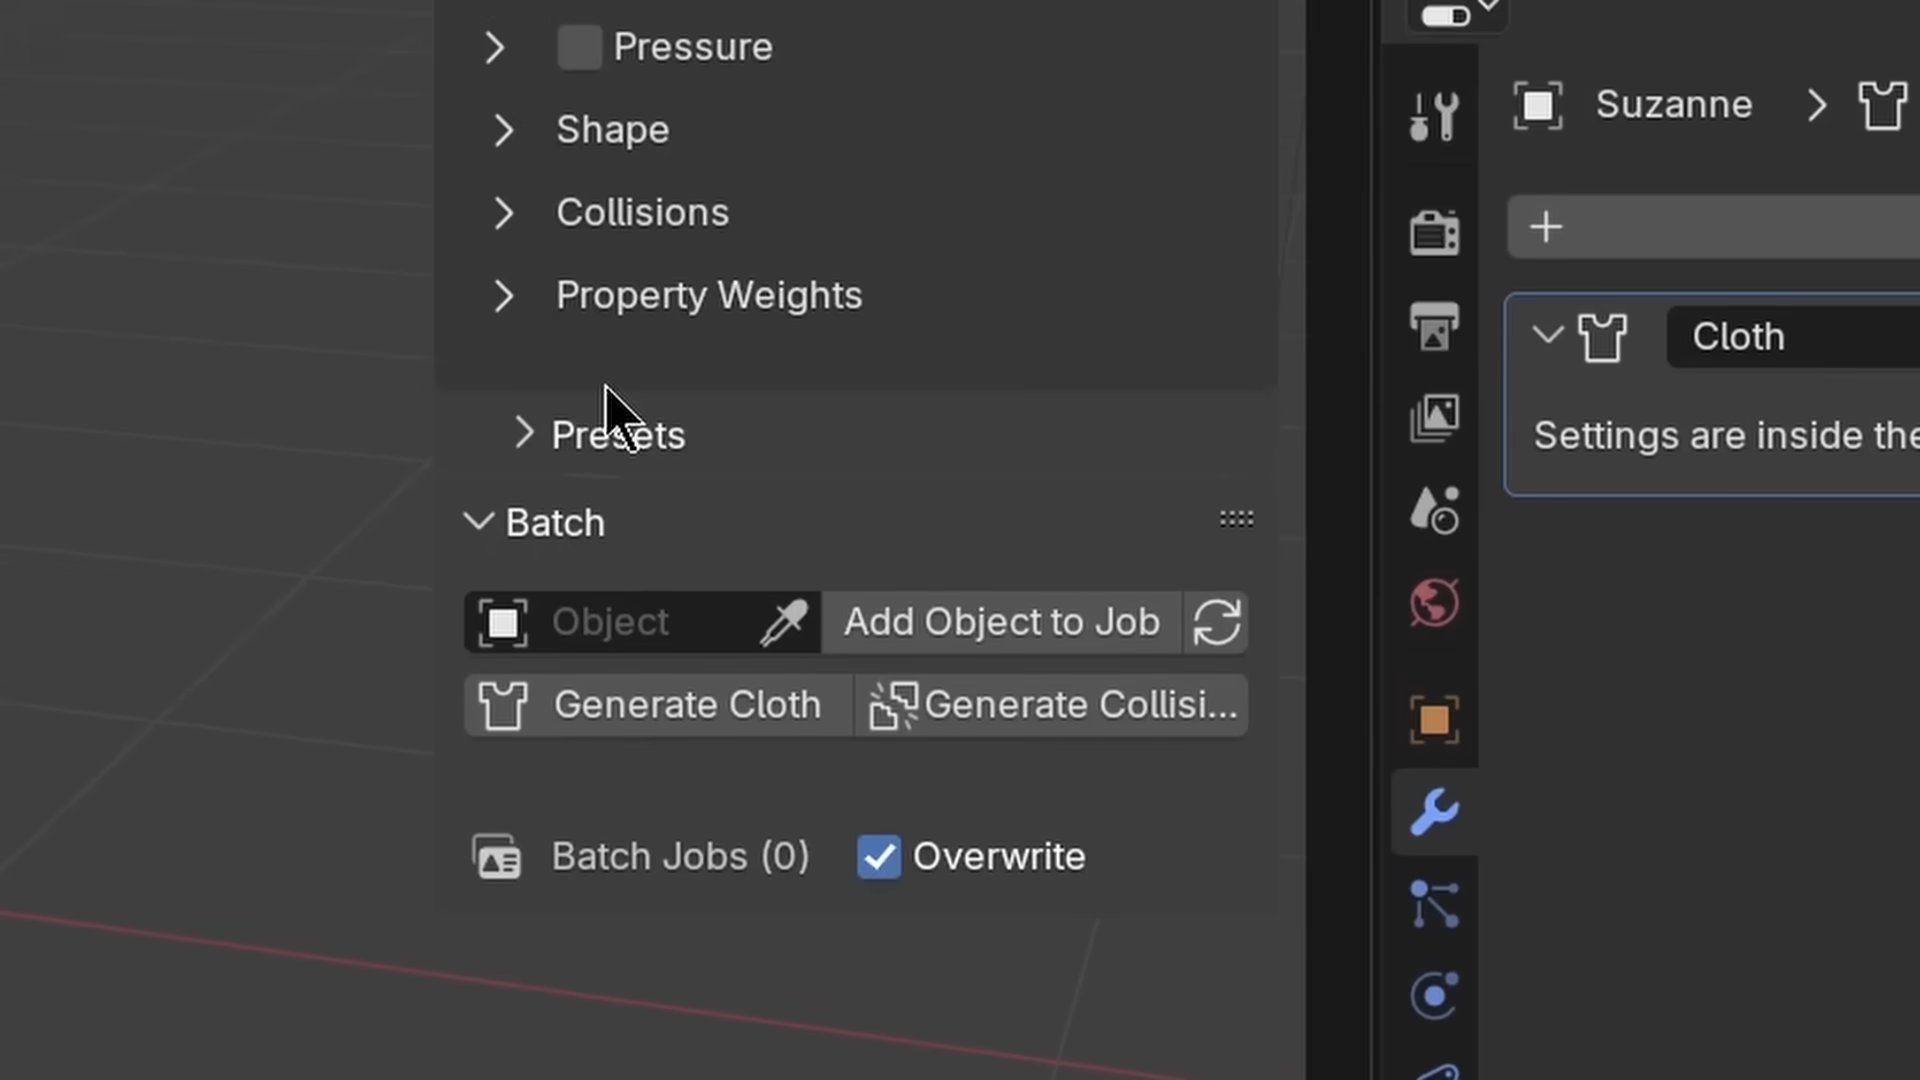 Pressure
Shape
Collisions
Property Weights
Presets
Batch
Object
Add Object to Job
Generate Cloth
Generate Collisi...
Batch Jobs (0)
Overwrite
Suzanne
Cloth
Settings are inside the